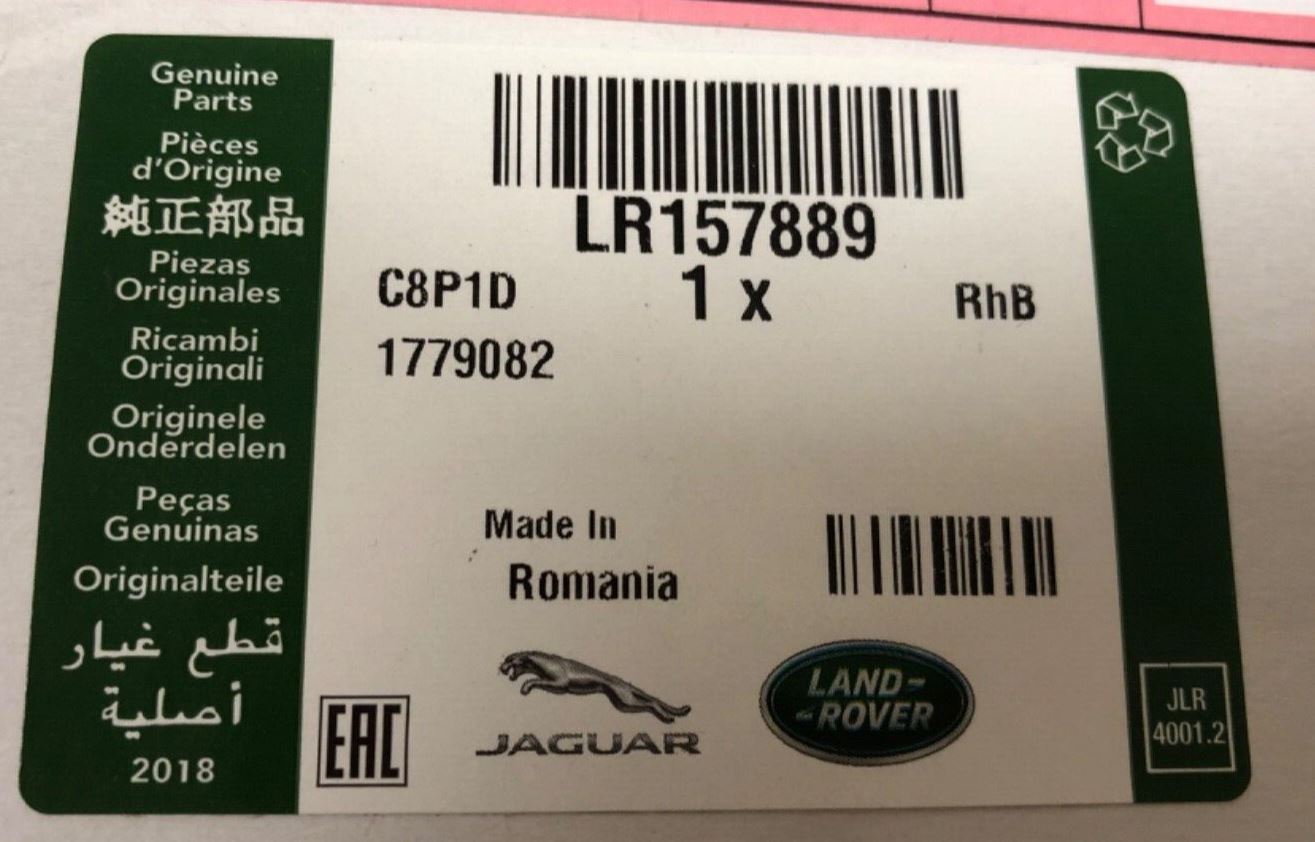 Genuine
Parts
Pièces
d'Origine
純正部品
Piezas
Originales
Ricambi
Originali
Originele
Onderdelen
Peças
Genuinas
Originalteile
قطع غيار
أصلية
2018
LR157889
C8P1D 1 x RhB
1779082
Made In
Romania
EAC
JAGUAR
LAND-
-ROVER
JLR
4001.2